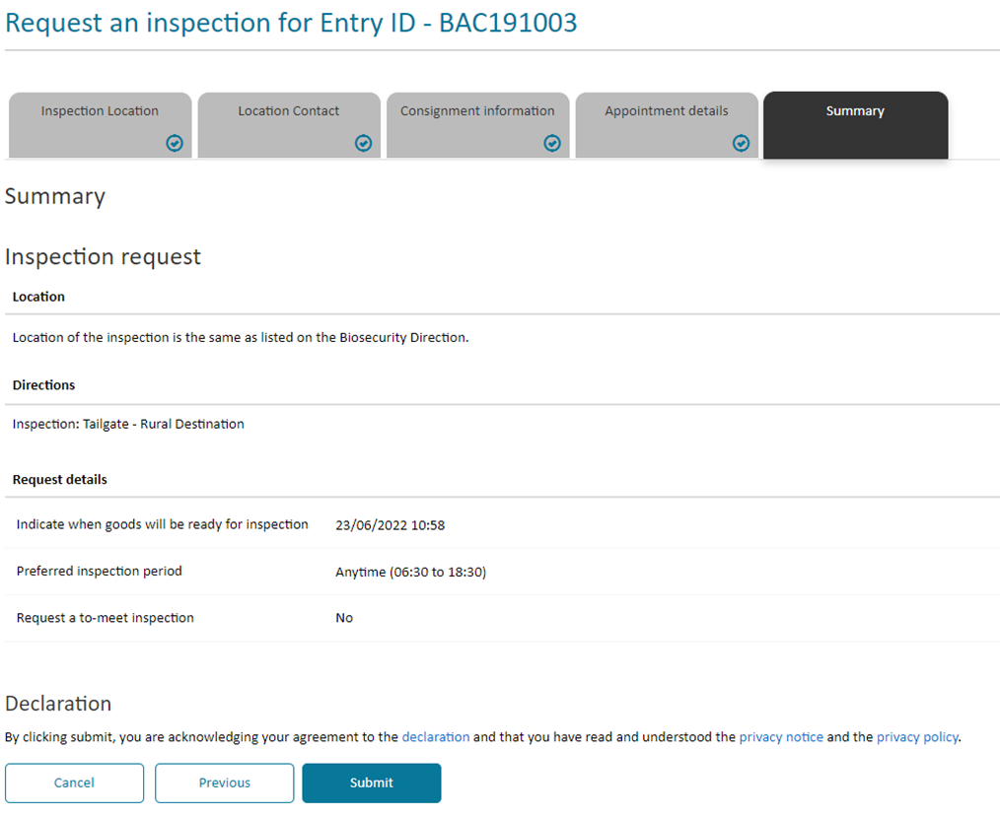 Request an inspection for Entry ID - BAC191003
Inspection Location
Location Contact
Consignment information
Appointment details
Summary
Summary
Inspection request
Location
Location of the inspection is the same as listed on the Biosecurity Direction.
Directions
Inspection: Tailgate - Rural Destination
Request details
Indicate when goods will be ready for inspection 23/06/2022 10:58
Preferred inspection period Anytime (06:30 to 18:30)
Request a to-meet inspection No
Declaration
By clicking submit, you are acknowledging your agreement to the declaration and that you have read and understood the privacy notice and the privacy policy.
Cancel Previous Submit